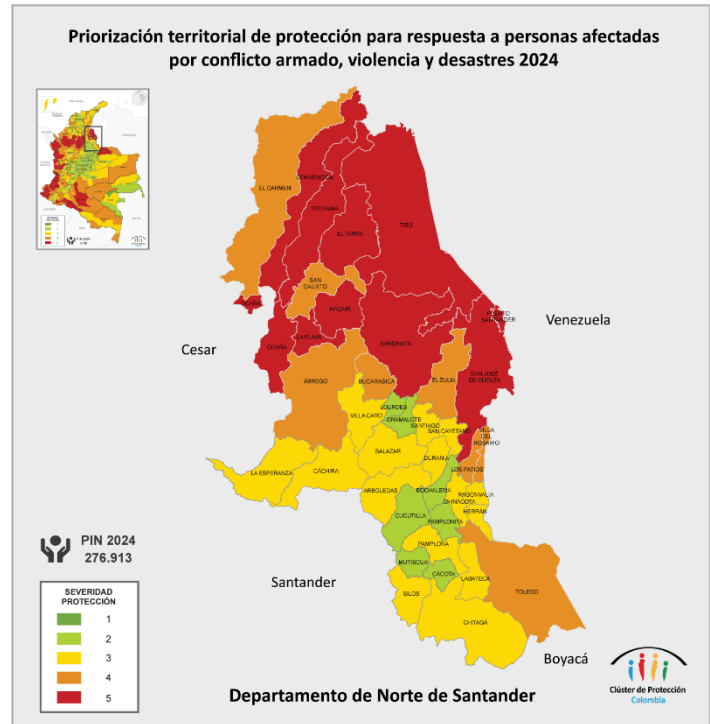 Priorización territorial de protección para respuesta a personas afectadas
por conflicto armado, violencia y desastres 2024
EL CARMEN
CONVENCIÓN
TEORAMA
EL TARRA
TIBÚ
SAN
CALIXTO
OCAÑA
HACARÍ
PUERTO
SANTANDER
Venezuela
Cesar
OCAÑA
LA PLAYA
SARDINATA
SAN JOSÉ
DE CÚCUTA
ÁBREGO
BUCARASICA
EL ZULIA
LOURDES
GRAMALOTE
VILLA CARO
SANTIAGO
SAN CAYETANO
VILLA
DEL
ROSARIO
SALAZAR
DURANIA
LOS PATIOS
LA ESPERANZA
CÁCHIRA
ARBOLEDAS
BOCHALEMA
CHINÁCOTA
RAGONVALIA
HERRÁN
CUCUTILLA
PAMPLONITA
PAMPLONA
MUTISCUA
CÁCOTA
LABATECA
TOLEDO
SILOS
CHITAGÁ
PIN 2024
276.913
Santander
Boyacá
SEVERIDAD
PROTECCIÓN
1
2
3
4
5
Departamento de Norte de Santander
Clúster de Protección
Colombia